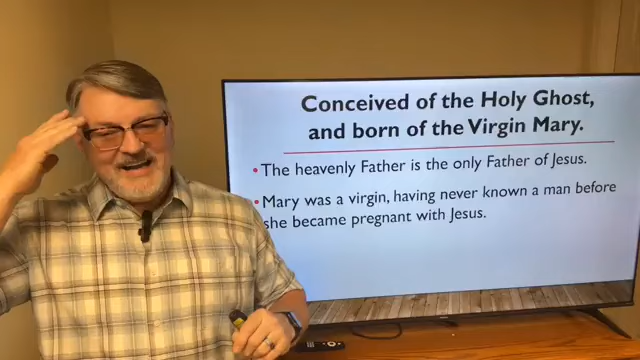 Conceived of the Holy Ghost,
and born of the Virgin Mary.
• The heavenly Father is the only Father of Jesus.
• Mary was a virgin, having never known a man before
she became pregnant with Jesus.